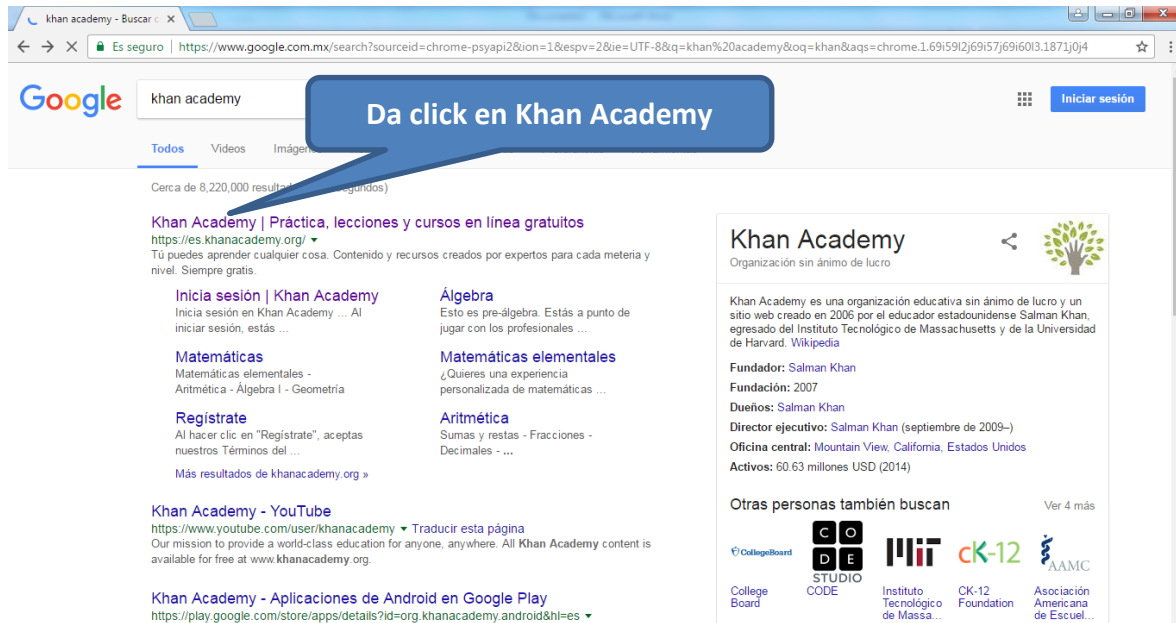 khan academy - Buscar c
Es seguro | https://www.google.com.mx/search?sourceid=chrome-psyapi2&ion=1&espv=2&ie=UTF-8&q=khan%20academy&oq=khan&aqs=chrome.1.69i59l2j69i57j69i60l3.1871j0j4
Google
khan academy
Da click en Khan Academy
Iniciar sesión
Todos Videos
Cerca de 8,220,000
Khan Academy | Práctica, lecciones y cursos en línea gratuitos
https://es.khanacademy.org/
Tú puedes aprender cualquier cosa. Contenido y recursos creados por expertos para cada meteria y
nivel. Siempre gratis.
Inicia sesión | Khan Academy
Inicia sesión en Khan Academy ... Al
iniciar sesión, estás ...
Álgebra
Esto es pre-álgebra. Estás a punto de
jugar con los profesionales ...
Matemáticas
Matemáticas elementales -
Aritmética - Álgebra I - Geometría
Matemáticas elementales
¿Quieres una experiencia
personalizada de matemáticas ...
Regístrate
Al hacer clic en "Regístrate", aceptas
nuestros Términos del ...
Aritmética
Sumas y restas - Fracciones -
Decimales - ...
Más resultados de khanacademy.org »
Khan Academy - YouTube
https://www.youtube.com/user/khanacademy Traducir esta página
Our mission to provide a world-class education for anyone, anywhere. All Khan Academy content is
available for free at www.khanacademy.org.
Khan Academy - Aplicaciones de Android en Google Play
https://play.google.com/store/apps/details?id=org.khanacademy.android&hl=es
Khan Academy
Organización sin ánimo de lucro
Khan Academy es una organización educativa sin ánimo de lucro y un
sitio web creado en 2006 por el educador estadounidense Salman Khan,
egresado del Instituto Tecnológico de Massachusetts y de la Universidad
de Harvard. Wikipedia
Fundador: Salman Khan
Fundación: 2007
Dueños: Salman Khan
Director ejecutivo: Salman Khan (septiembre de 2009–)
Oficina central: Mountain View, California, Estados Unidos
Activos: 60.63 millones USD (2014)
Otras personas también buscan
Ver 4 más
CollegeBoard
CODE
STUDIO
MIT
cK-12
AAMC
College
Board
CODE
Instituto
Tecnológico
de Massa...
CK-12
Foundation
Asociación
Americana
de Escuel...